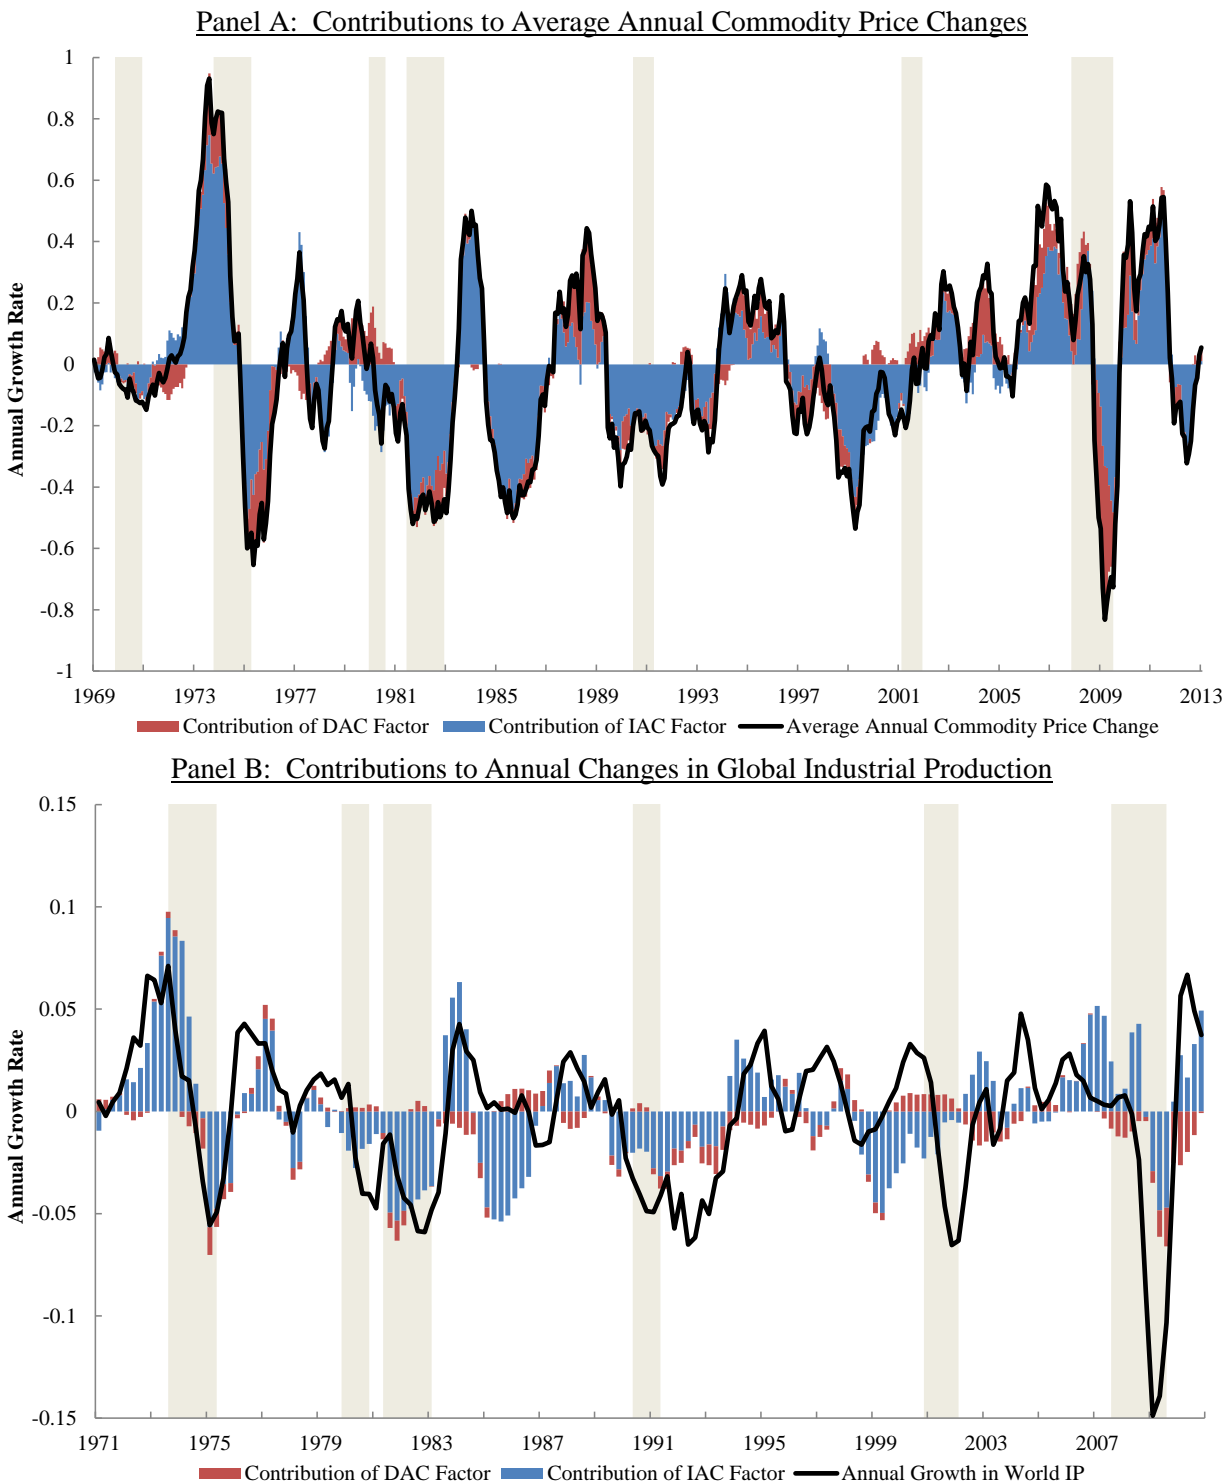 Panel A: Contributions to Average Annual Commodity Price Changes
1
0.8
0.6
0.4
0.2
0
-0.2
-0.4
-0.6
-0.8
-1
Annual Growth Rate
1969 1973 1977 1981 1985 1989 1993 1997 2001 2005 2009 2013
Contribution of DAC Factor Contribution of IAC Factor Average Annual Commodity Price Change
Panel B: Contributions to Annual Changes in Global Industrial Production
0.15
0.1
0.05
0
-0.05
-0.1
-0.15
Annual Growth Rate
1971 1975 1979 1983 1987 1991 1995 1999 2003 2007
Contribution of DAC Factor Contribution of IAC Factor Annual Growth in World IP